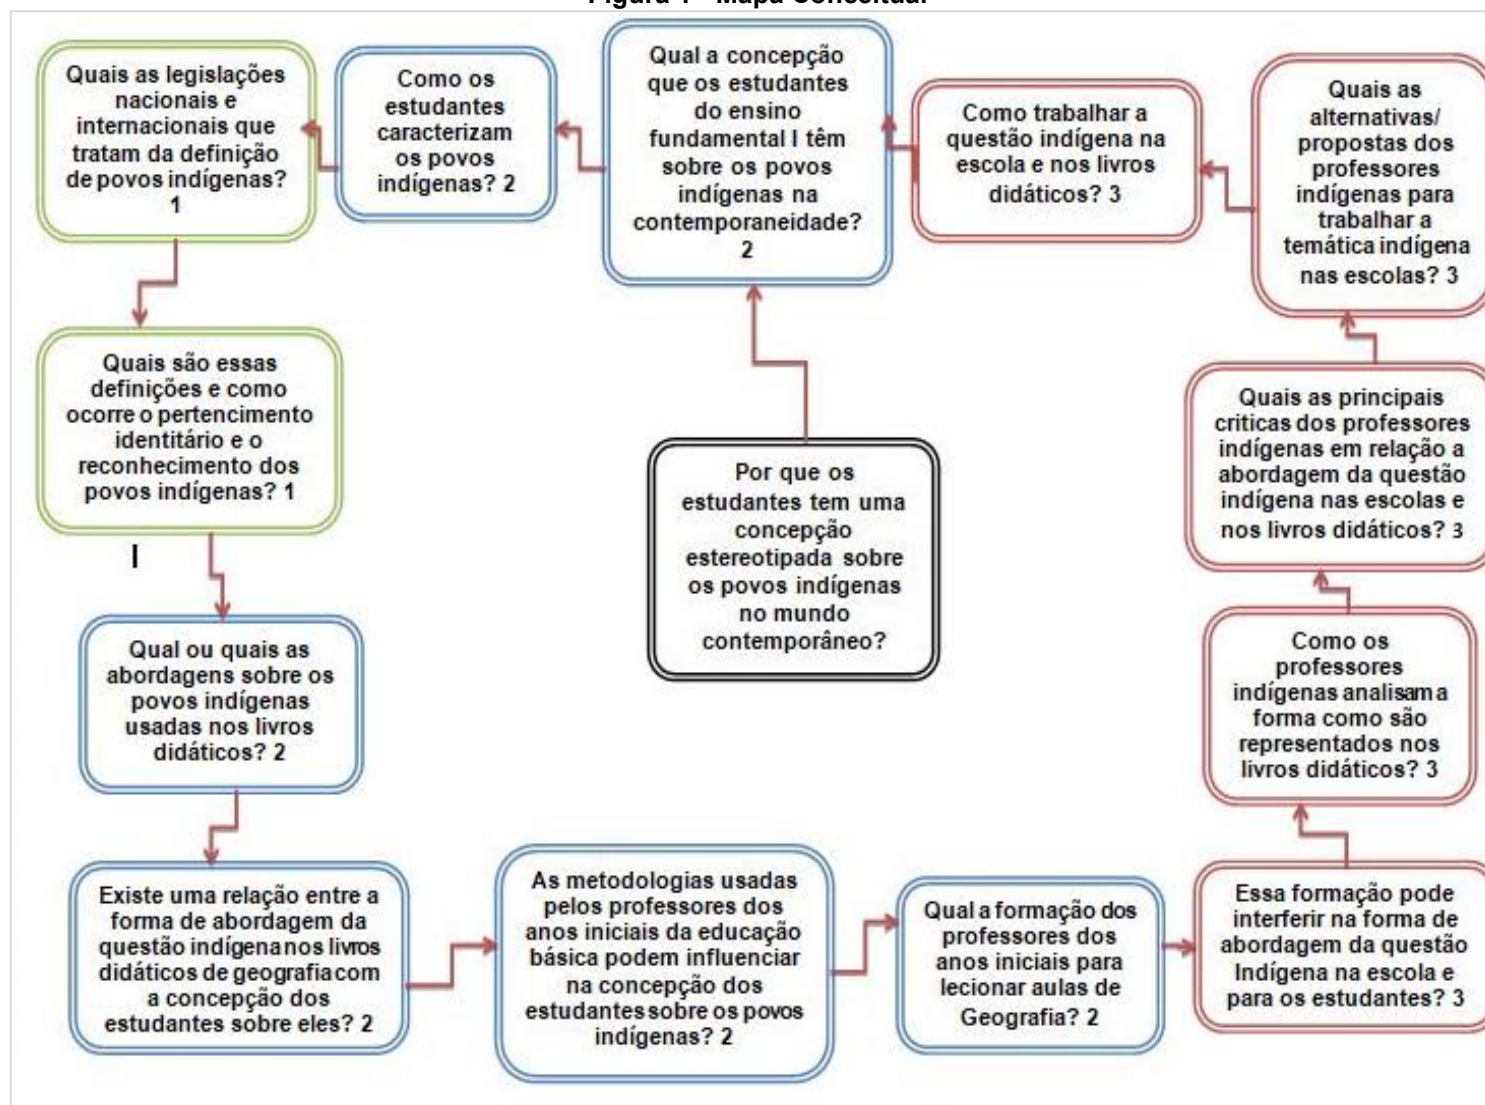 Figura 1 - Mapa Conceitual
Quais as legislações
nacionais e
internacionais que
tratam da definição
de povos indígenas?
1
Como os
estudantes
caracterizam
os povos
indígenas? 2
Qual a concepção
que os estudantes
do ensino
fundamental I têm
sobre os povos
indígenas na
contemporaneidade?
2
Como trabalhar a
questão indígena na
escola e nos livros
didáticos? 3
Quais as
alternativas/
propostas dos
professores
indígenas para
trabalhar a
temática indígena
nas escolas? 3
Quais são essas
definições e como
ocorre o pertencimento
identitário e o
reconhecimento dos
povos indígenas? 1
Por que os
estudantes tem uma
concepção
estereotipada sobre
os povos indígenas
no mundo
contemporâneo?
Quais as principais
criticas dos professores
indígenas em relação a
abordagem da questão
indígena nas escolas e
nos livros didáticos? 3
I
Qual ou quais as
abordagens sobre os
povos indígenas
usadas nos livros
didáticos? 2
Como os
professores
indígenas analisam a
forma como são
representados nos
livros didáticos? 3
Existe uma relação entre a
forma de abordagem da
questão indígena nos livros
didáticos de geografia com
a concepção dos
estudantes sobre eles? 2
As metodologias usadas
pelos professores dos
anos iniciais da educação
básica podem influenciar
na concepção dos
estudantes sobre os povos
indígenas? 2
Qual a formação dos
professores dos
anos iniciais para
lecionar aulas de
Geografia? 2
Essa formação pode
interferir na forma de
abordagem da questão
Indígena na escola e
para os estudantes? 3